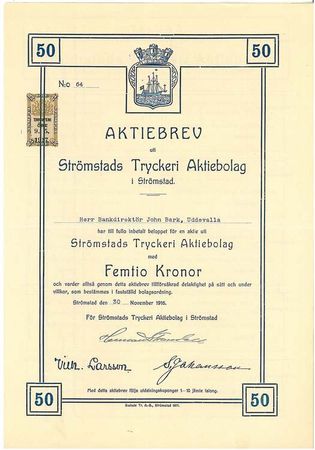 50 50
N:o 64
AKTIEBREV
uti
Strömstads Tryckeri Aktiebolag
i Strömstad.
Herr Bankdirektör John Bark, Uddevalla
har till fullo inbetalt beloppet för en aktie uti
Strömstads Tryckeri Aktiebolag
med
Femtio Kronor
och varder alltså genom detta aktiebrev tillförsäkrad delaktighet på sätt och under
villkor, som bestämmes i fastställd bolagsordning.
Strömstad den 30 November 1916.
För Strömstads Tryckeri Aktiebolag i Strömstad
Vilh. Larsson. S. Johansson
Med detta aktiebrev följa utdelningskuponger 1–10 jämte talong.
50 50